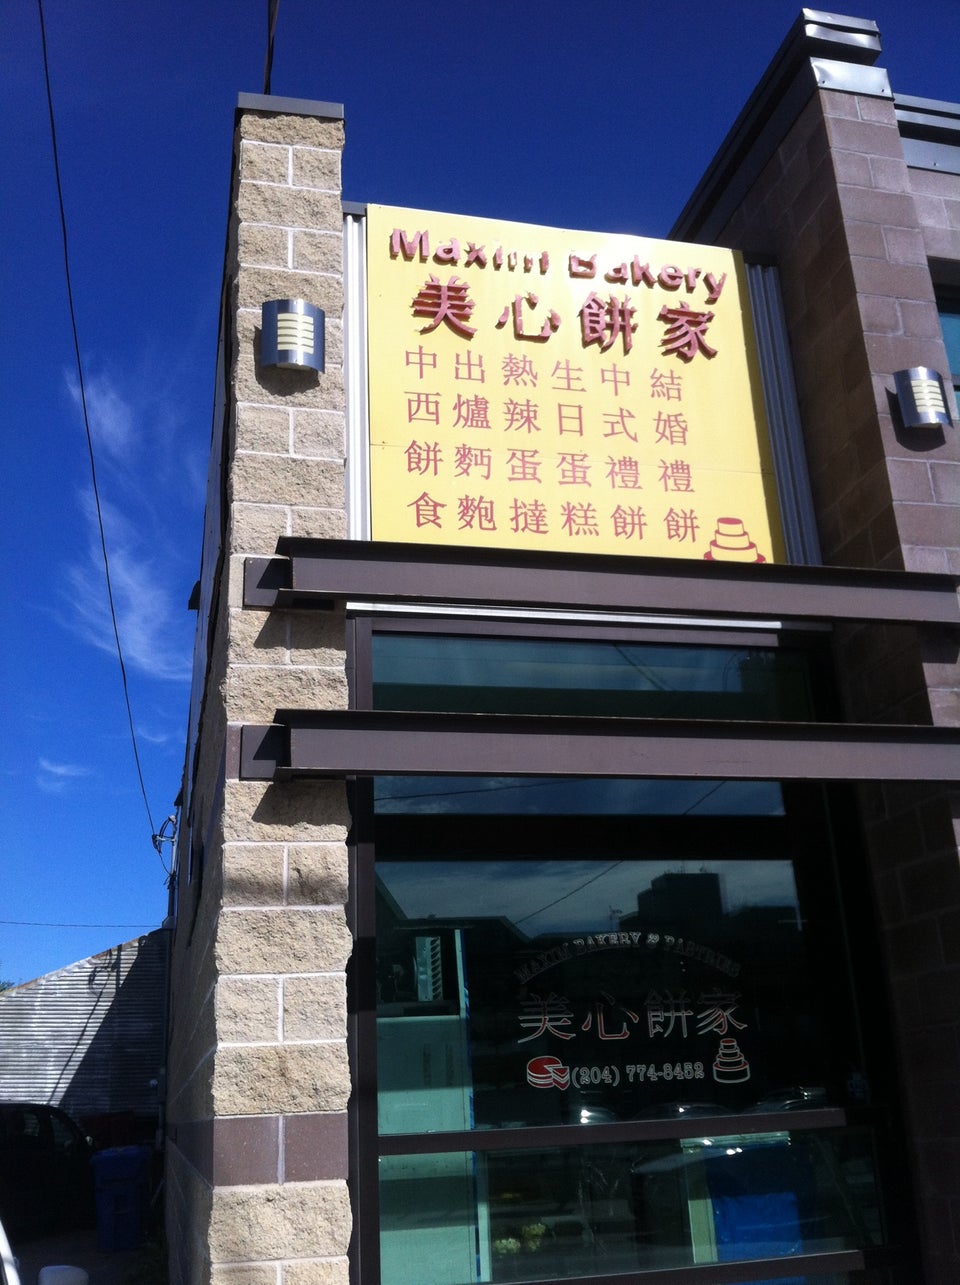 Maxim Bakery
美心餅家
中西餅食
出爐麫麭
熱辣蛋撻
生日蛋糕
中式禮餅
結婚禮餅
MAXIM BAKERY & PASTRIES
美心餅家
(204) 774-8452